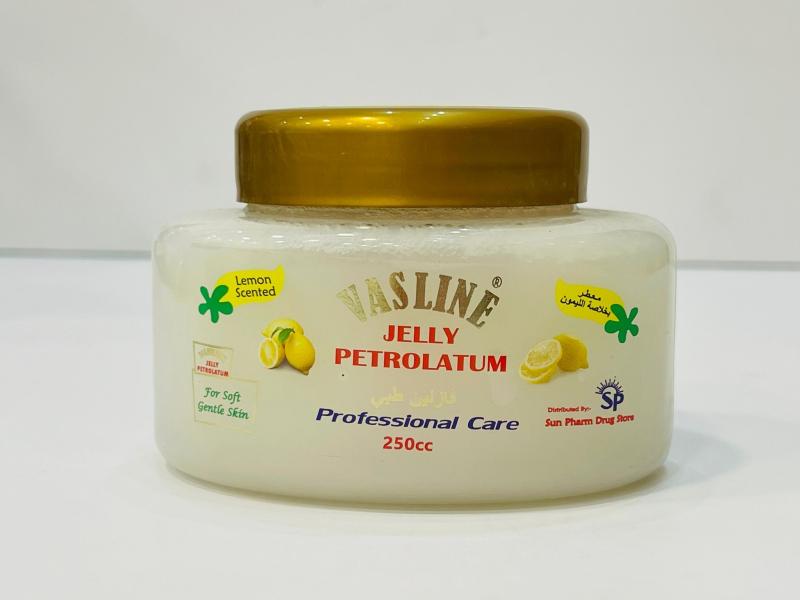 Lemon
Scented
VASLINE®
معطر
بخلاصة الليمون
JELLY
PETROLATUM
VASLINE
JELLY
PETROLATUM
For Soft
Gentle Skin
فازلين طبي
Professional Care
250cc
SP
Distributed By:-
Sun Pharm Drug Store